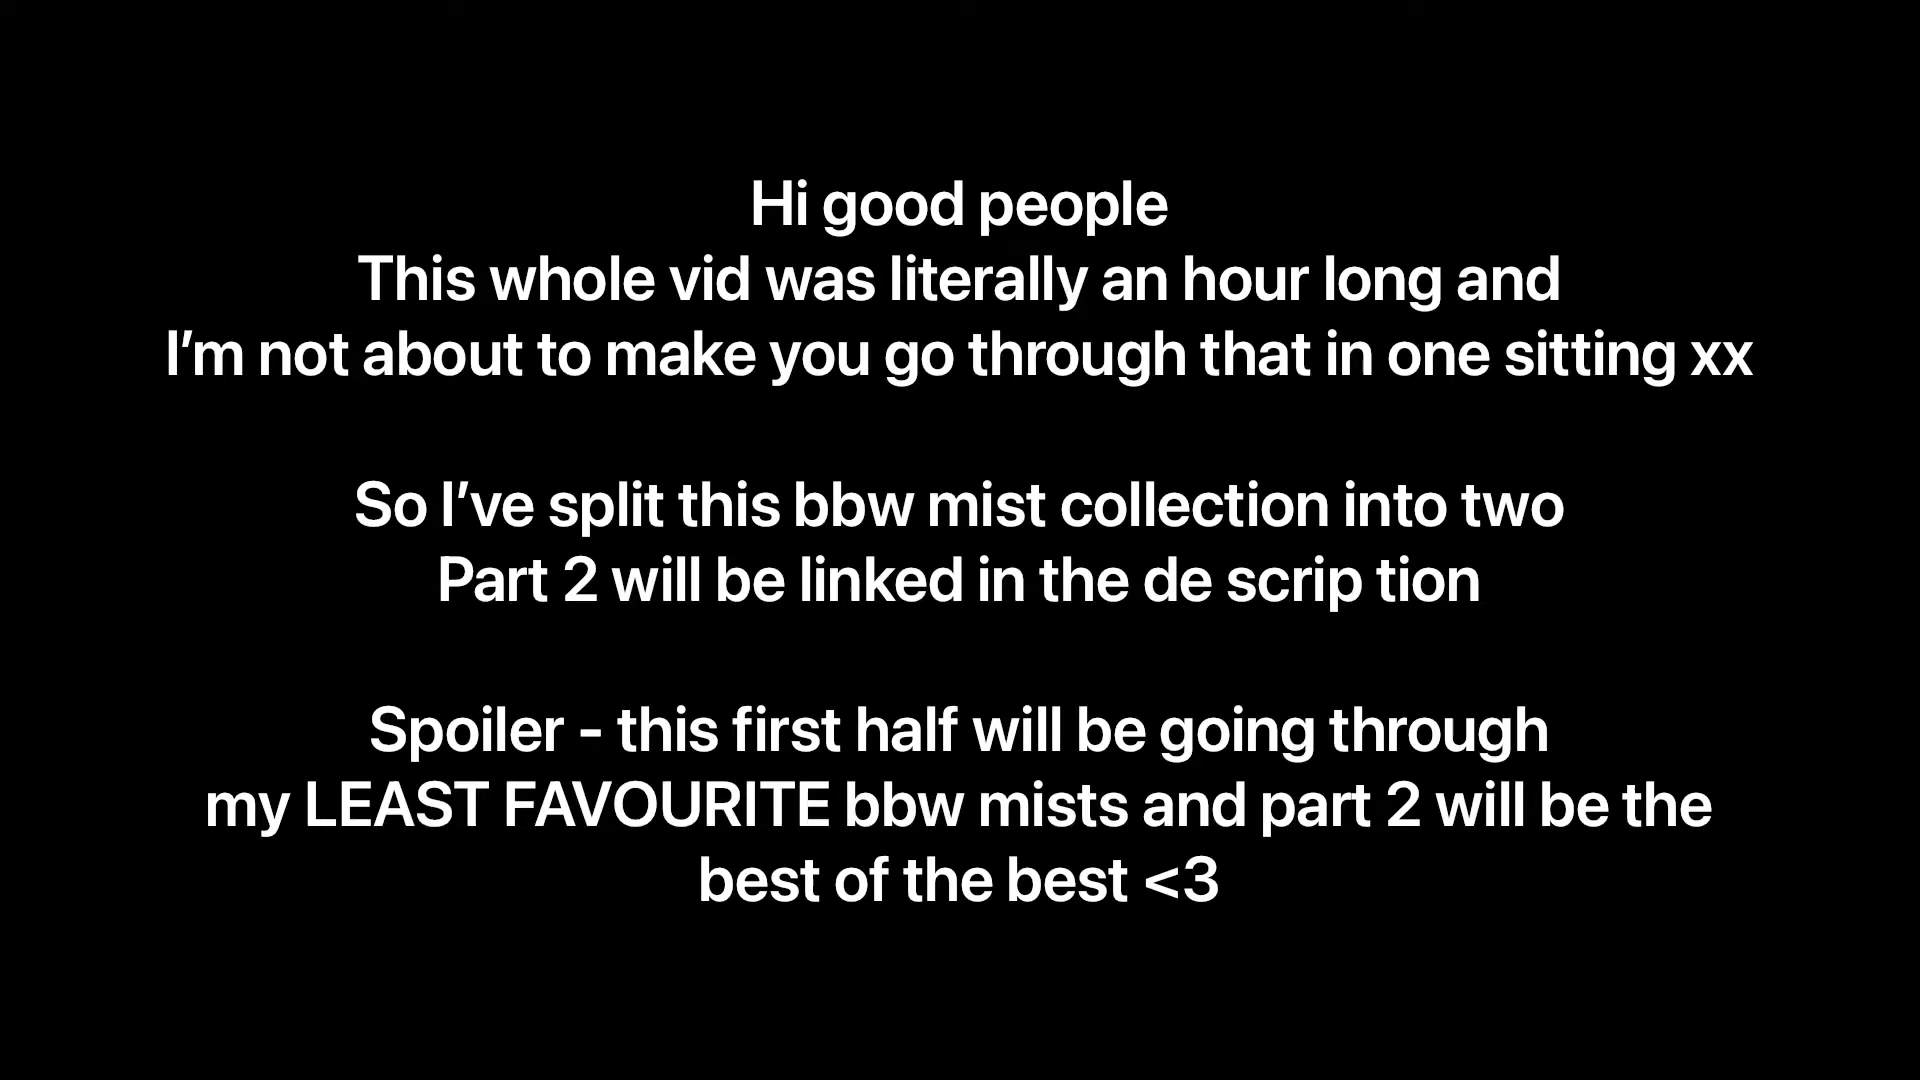 Hi good people
This whole vid was literally an hour long and
I’m not about to make you go through that in one sitting xx
So I’ve split this bbw mist collection into two
Part 2 will be linked in the de scrip tion
Spoiler - this first half will be going through
my LEAST FAVOURITE bbw mists and part 2 will be the
best of the best <3